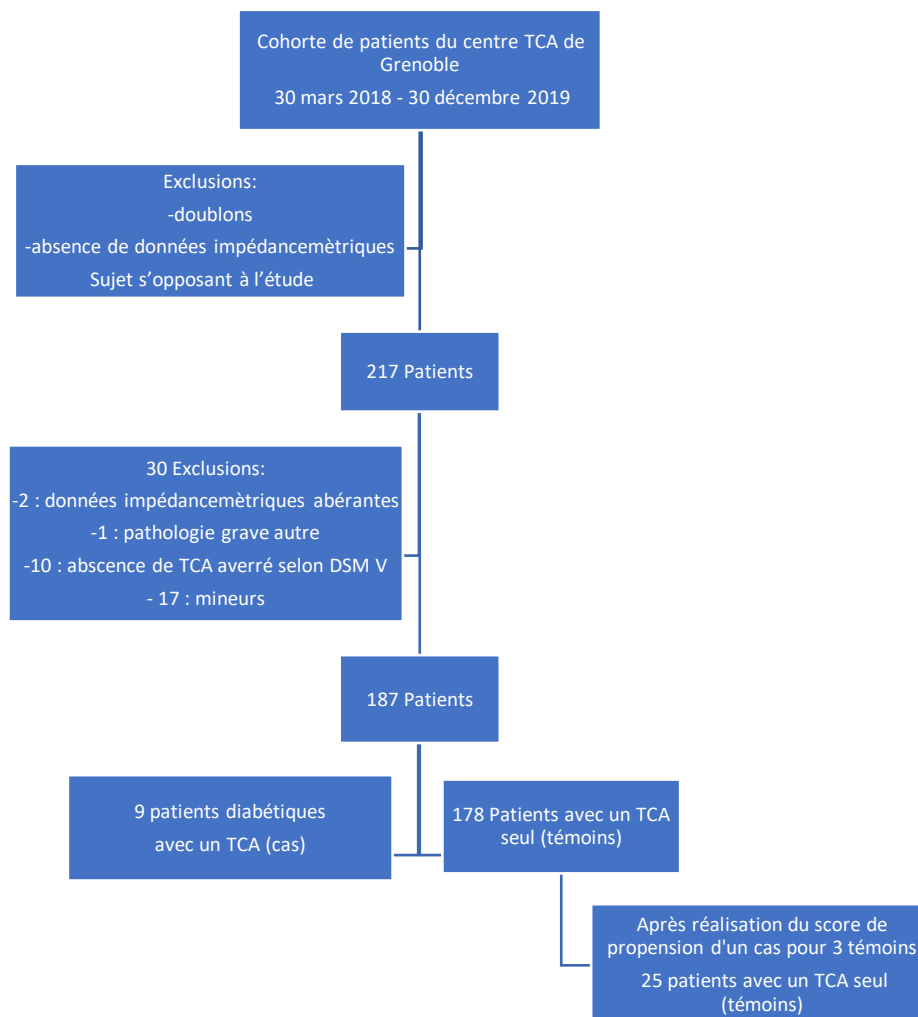 Cohorte de patients du centre TCA de
Grenoble
30 mars 2018 - 30 décembre 2019
Exclusions:
-doublons
-absence de données impédancemètriques
Sujet s’opposant à l’étude
217 Patients
30 Exclusions:
-2 : données impédancemètriques abérantes
-1 : pathologie grave autre
-10 : abscence de TCA averré selon DSM V
- 17 : mineurs
187 Patients
9 patients diabétiques
avec un TCA (cas)
178 Patients avec un TCA
seul (témoins)
Après réalisation du score de
propension d'un cas pour 3 témoins
25 patients avec un TCA seul
(témoins)